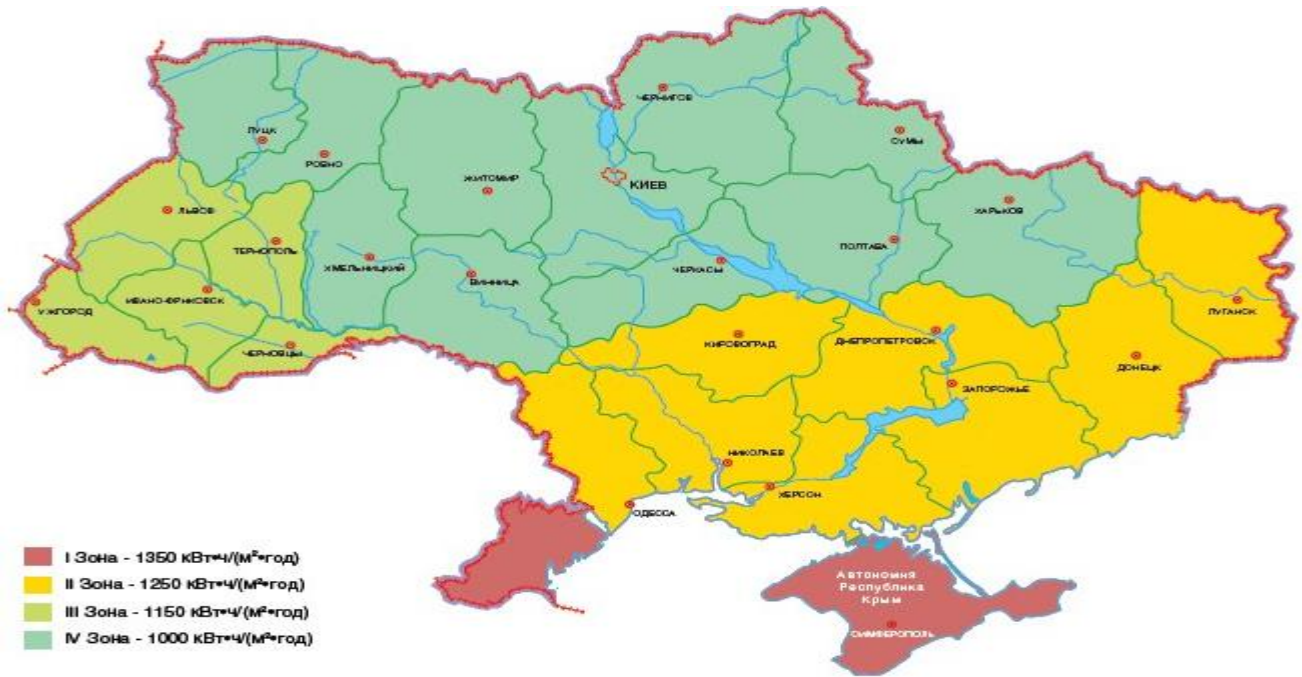 ЧЕРНИГОВ
ЛУЦК
СУМЫ
РОВНО
ЖИТОМИР
КИЕВ
ХАРЬКОВ
ЛЬВОВ
ТЕРНОПОЛЬ
ПОЛТАВА
ХМЕЛЬНИЦКИЙ
ЧЕРКАСЫ
ВИННИЦА
ИВАНО-ФРНКОВСК
УЖГОРОД
ЛУГАНСК
ЧЕРНОВЦЫ
КИРОВОГРАД
ДНЕПРОПЕТРОВСК
ДОНЕЦК
ЗАПОРОЖЬЕ
НИКОЛАЕВ
ХЕРСОН
ОДЕССА
I Зона - 1350 кВт•ч/(м²•год)
II Зона - 1250 кВт•ч/(м²•год)
III Зона - 1150 кВт•ч/(м²•год)
IV Зона - 1000 кВт•ч/(м²•год)
Автономия
Республика
Крым
СИМФЕРОПОЛЬ